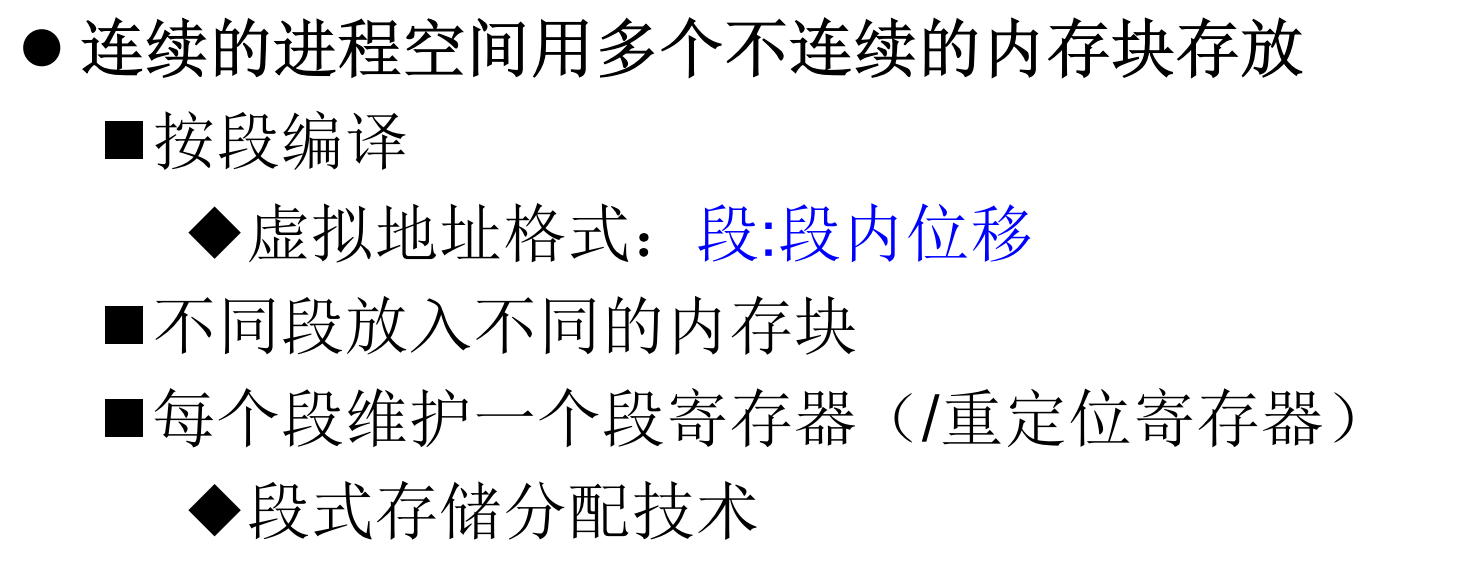 ● 连续的进程空间用多个不连续的内存块存放
■按段编译
◆虚拟地址格式：段:段内位移
■不同段放入不同的内存块
■每个段维护一个段寄存器（/重定位寄存器）
◆段式存储分配技术